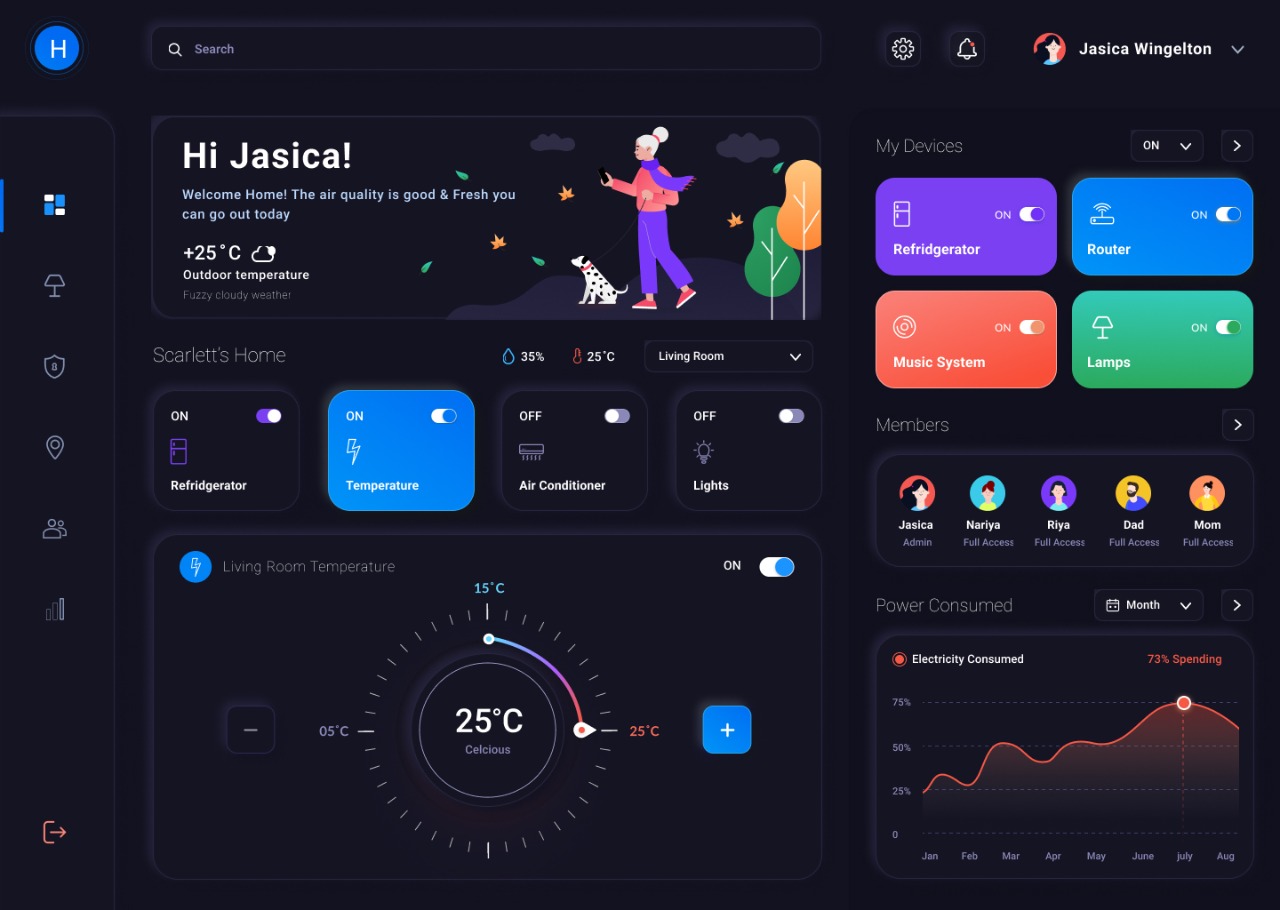 H
Search
Jasica Wingelton
Hi Jasica!
Welcome Home! The air quality is good & Fresh you
can go out today
+25°C
Outdoor temperature
Fuzzy cloudy weather
Scarlett's Home
35%
25°C
Living Room
ON
Refridgerator
ON
Temperature
OFF
Air Conditioner
OFF
Lights
Living Room Temperature
ON
15°C
05°C
25°C
Celcious
25°C
My Devices
ON
ON
Refridgerator
ON
Router
ON
Music System
ON
Lamps
Members
Jasica
Admin
Nariya
Full Access
Riya
Full Access
Dad
Full Access
Mom
Full Access
Power Consumed
Month
Electricity Consumed
73% Spending
75%
50%
25%
0
Jan Feb Mar Apr May June july Aug